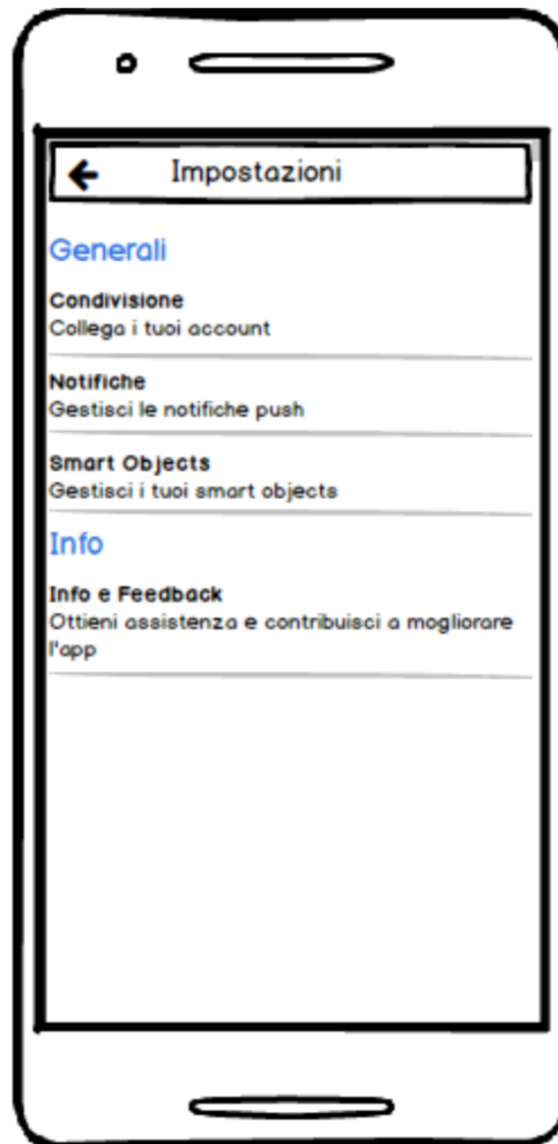 Impostazioni
Generali
Condivisione
Collega i tuoi account
Notifiche
Gestisci le notifiche push
Smart Objects
Gestisci i tuoi smart objects
Info
Info e Feedback
Ottieni assistenza e contribuisci a mogliorare
l'app